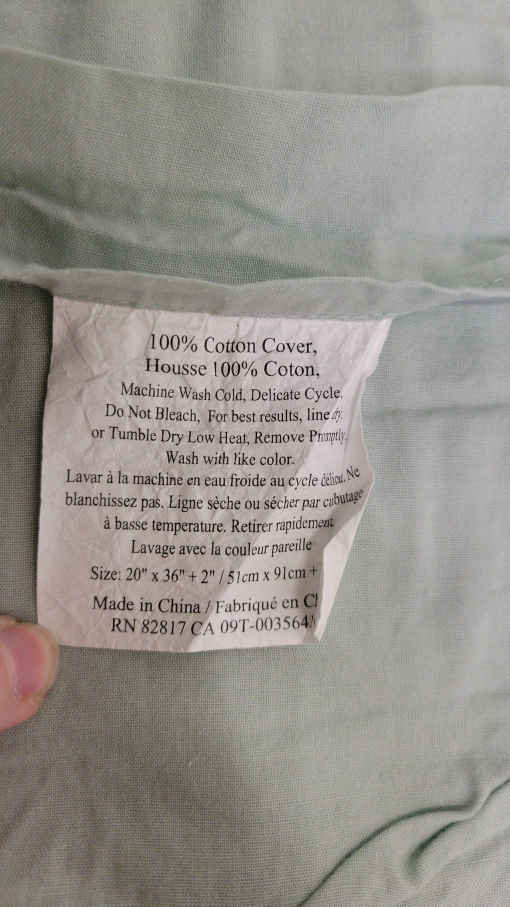 100% Cotton Cover,
Housse 100% Coton,
Machine Wash Cold, Delicate Cycle.
Do Not Bleach, For best results, line dry
or Tumble Dry Low Heat, Remove Promptly.
Wash with like color.
Lavar à la machine en eau froide au cycle Ne
blanchissez pas. Ligne sèche ou sécher par
à basse temperature. Retirer rapidement
Lavage avec la couleur pareille
Size: 20" x 36" + 2" / 51cm x 91cm +
Made in China / Fabriqué en
RN 82817 CA 09T-003564